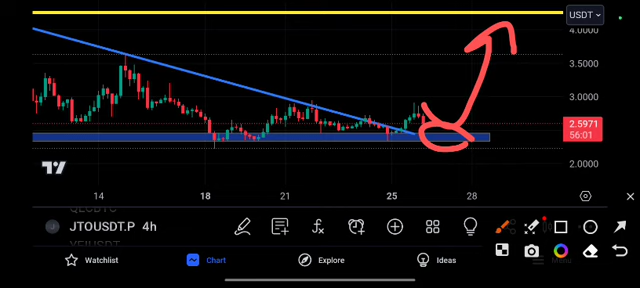 USDT
4.0000
3.5000
3.0000
2.5971
56:01
2.0000
14
18
21
25
28
JTOUSDT.P 4h
Watchlist
Chart
Explore
Ideas